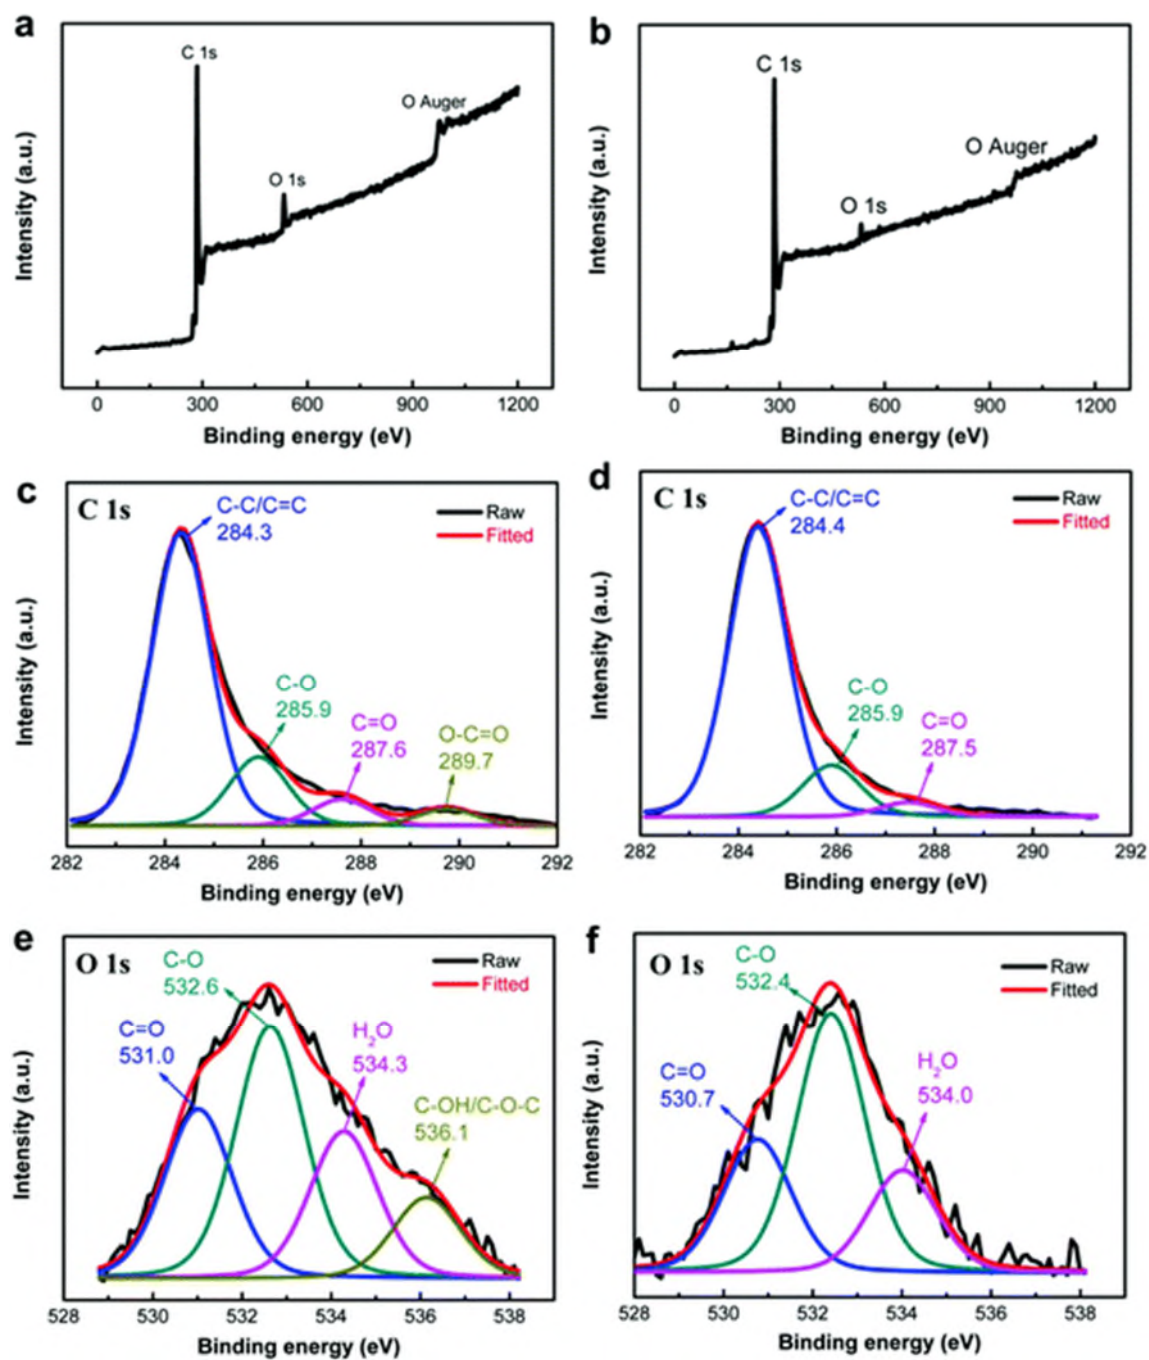 a
C 1s
O 1s
O Auger
Intensity (a.u.)
0 300 600 900 1200
Binding energy (eV)
b
C 1s
O 1s
O Auger
Intensity (a.u.)
0 300 600 900 1200
Binding energy (eV)
c
C 1s
C-C/C=C
284.3
Raw
Fitted
C-O
285.9
C=O
287.6
O-C=O
289.7
Intensity (a.u.)
282 284 286 288 290 292
Binding energy (eV)
d
C 1s
C-C/C=C
284.4
Raw
Fitted
C-O
285.9
C=O
287.5
Intensity (a.u.)
282 284 286 288 290 292
Binding energy (eV)
e
O 1s
C-O
532.6
Raw
Fitted
C=O
531.0
H₂O
534.3
C-OH/C-O-C
536.1
Intensity (a.u.)
528 530 532 534 536 538
Binding energy (eV)
f
O 1s
C-O
532.4
Raw
Fitted
C=O
530.7
H₂O
534.0
Intensity (a.u.)
528 530 532 534 536 538
Binding energy (eV)